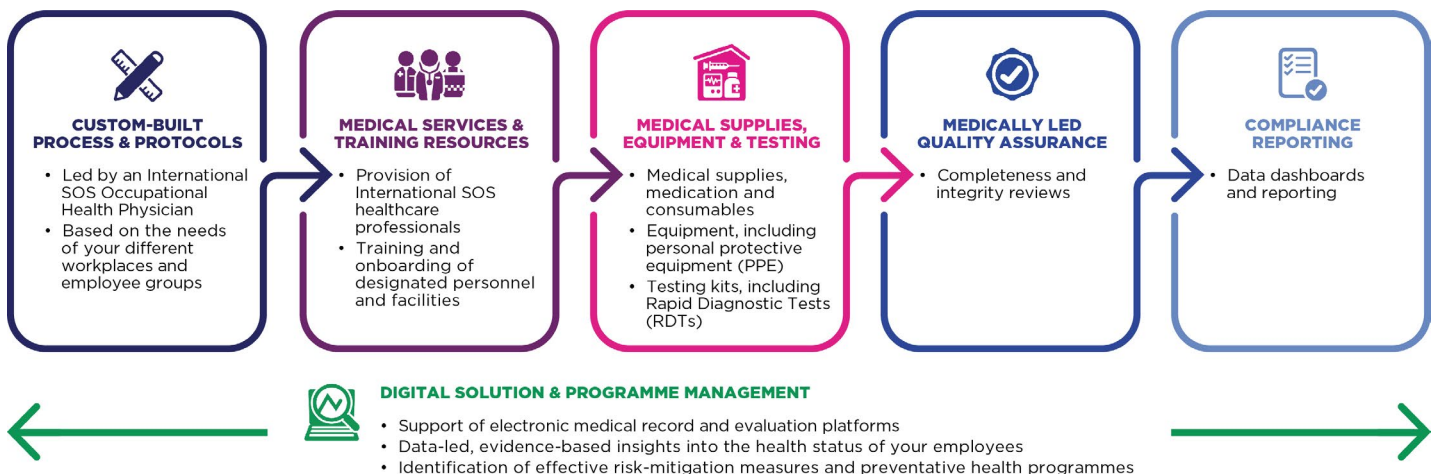 CUSTOM-BUILT
PROCESS & PROTOCOLS
• Led by an International
SOS Occupational
Health Physician
• Based on the needs
of your different
workplaces and
employee groups
MEDICAL SERVICES &
TRAINING RESOURCES
• Provision of
International SOS
healthcare
professionals
• Training and
onboarding of
designated personnel
and facilities
MEDICAL SUPPLIES,
EQUIPMENT & TESTING
• Medical supplies,
medication and
consumables
• Equipment, including
personal protective
equipment (PPE)
• Testing kits, including
Rapid Diagnostic Tests
(RDTs)
MEDICALLY LED
QUALITY ASSURANCE
• Completeness and
integrity reviews
COMPLIANCE
REPORTING
• Data dashboards
and reporting
DIGITAL SOLUTION & PROGRAMME MANAGEMENT
• Support of electronic medical record and evaluation platforms
• Data-led, evidence-based insights into the health status of your employees
• Identification of effective risk-mitigation measures and preventative health programmes